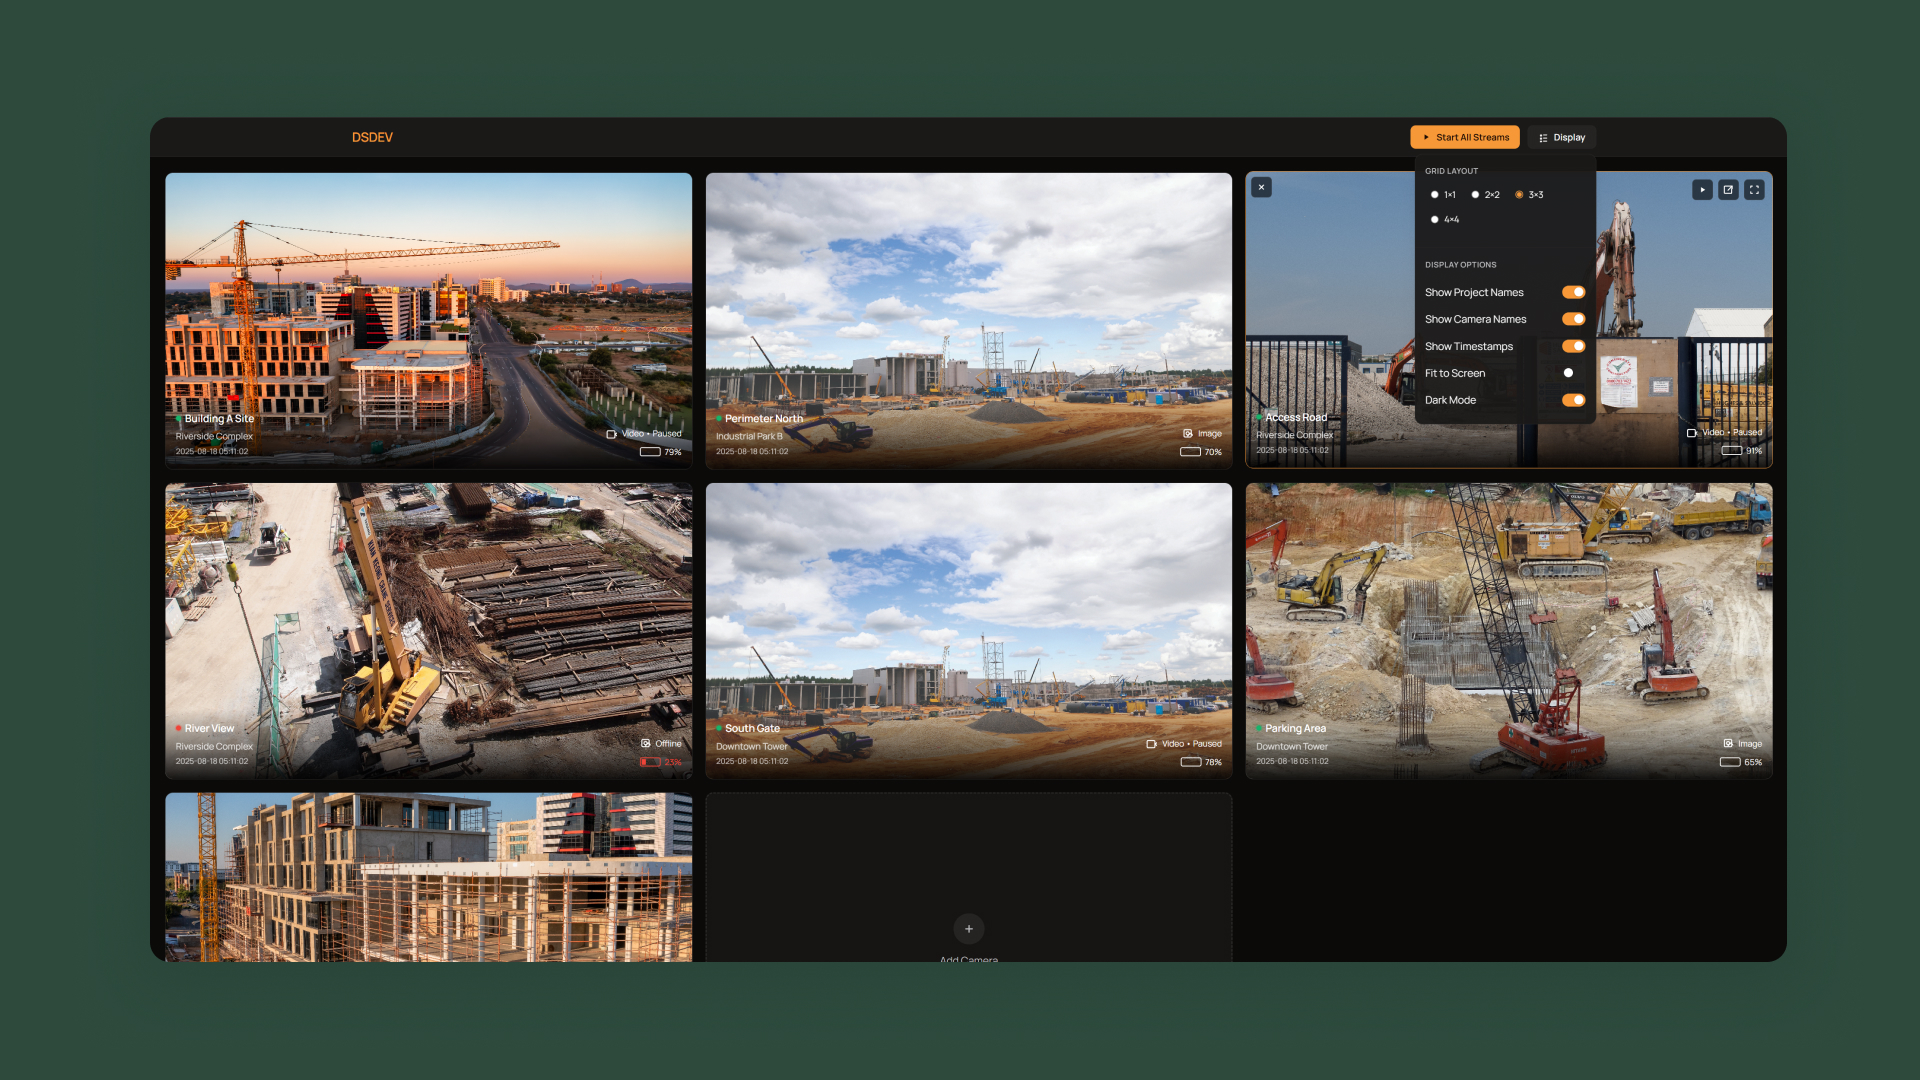 DSDEV
Start All Streams
Display
GRID LAYOUT
1×1
2×2
3×3
4×4
DISPLAY OPTIONS
Show Project Names
Show Camera Names
Show Timestamps
Fit to Screen
Dark Mode
Building A Site
Riverside Complex
2025-08-18 05:11:02
Video • Paused
79%
Perimeter North
Industrial Park B
2025-08-18 05:11:02
Image
70%
Access Road
Riverside Complex
2025-08-18 05:11:02
Video • Paused
91%
River View
Riverside Complex
2025-08-18 05:11:02
Offline
23%
South Gate
Downtown Tower
2025-08-18 05:11:02
Video • Paused
78%
Parking Area
Downtown Tower
2025-08-18 05:11:02
Image
65%
Add Camera